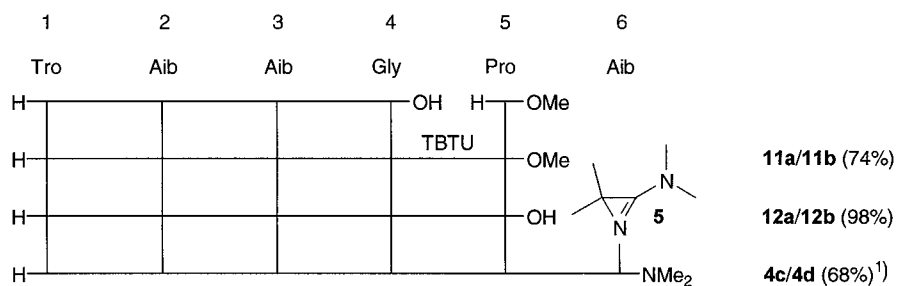 1 2 3 4 5 6
Tro Aib Aib Gly Pro Aib
H OH H OMe
TBTU
H OMe 11a/11b (74%)
N
H OH 5 12a/12b (98%)
N
H NMe2 4c/4d (68%)1)